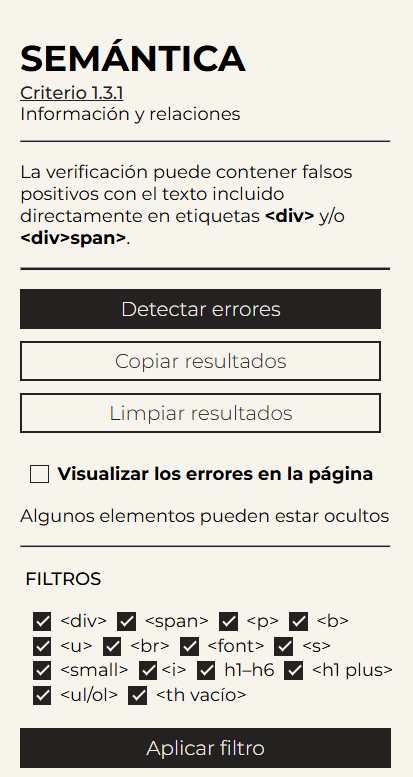 SEMÁNTICA
Criterio 1.3.1
Información y relaciones
La verificación puede contener falsos
positivos con el texto incluido
directamente en etiquetas <div> y/o
<div>span>.
Detectar errores
Copiar resultados
Limpiar resultados
Visualizar los errores en la página
Algunos elementos pueden estar ocultos
FILTROS
<div> <span> <p> <b>
<u> <br> <font> <s>
<small> <i> h1–h6 <h1 plus>
<ul/ol> <th vacío>
Aplicar filtro